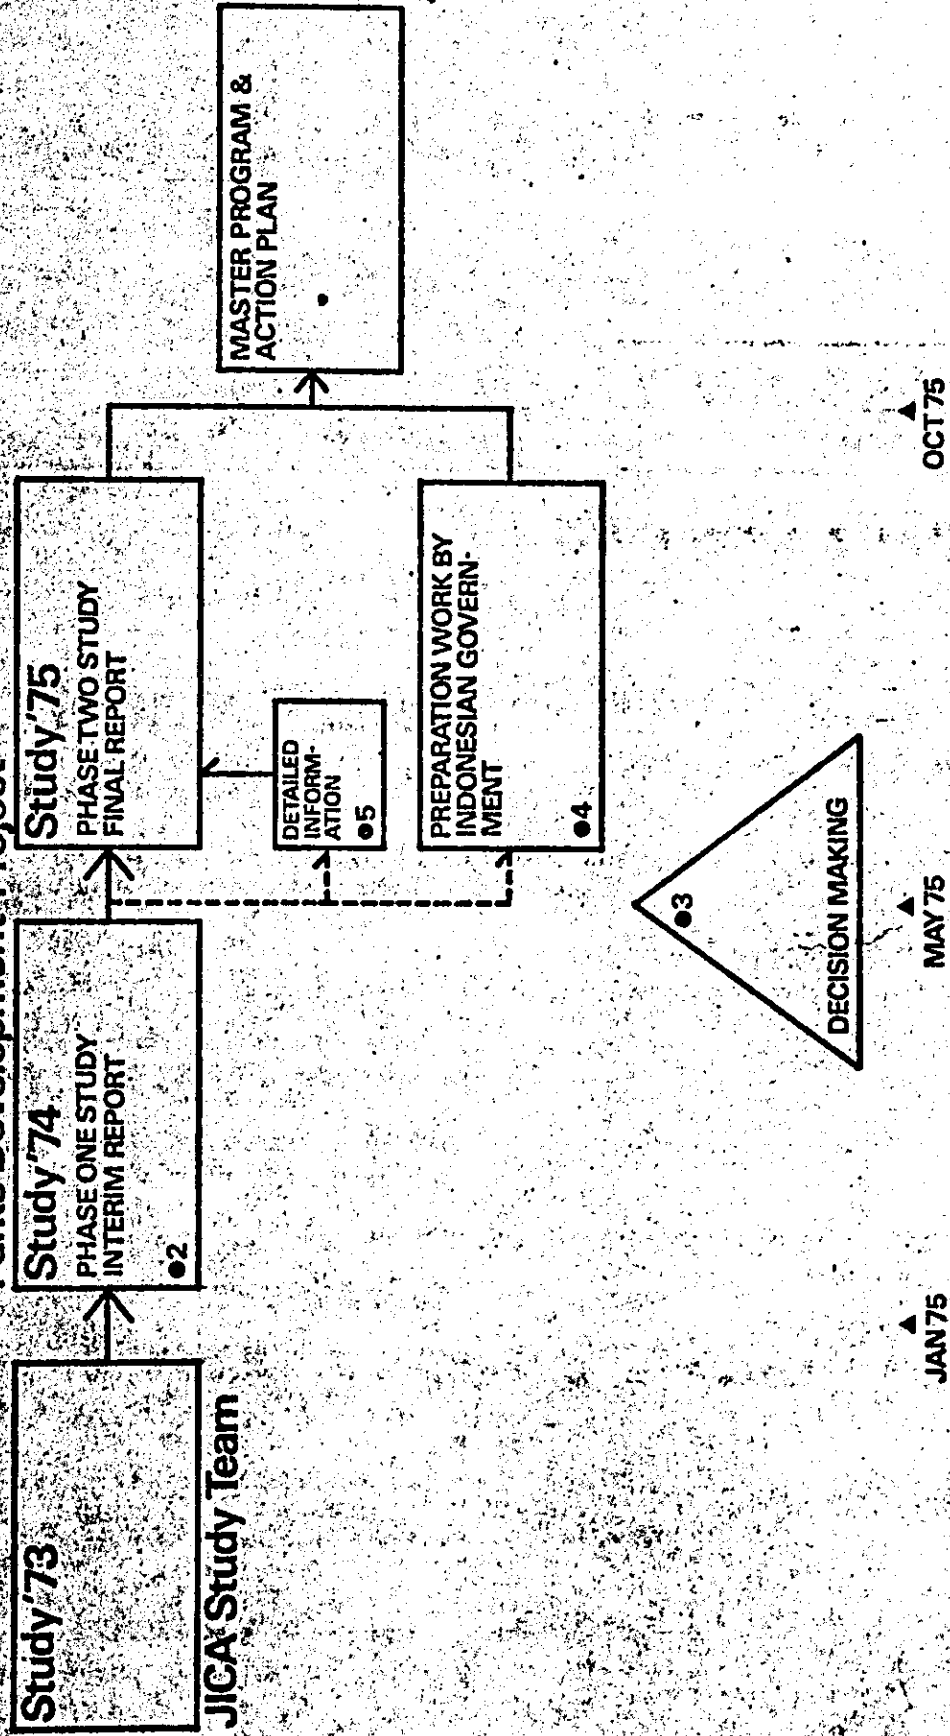 Development Project
Study'73
JICA Study Team
Study'74
PHASE ONE STUDY
INTERIM REPORT
●2
Study'75
PHASE TWO STUDY
FINAL REPORT
DETAILED
INFORM-
ATION
●5
PREPARATION WORK BY
INDONESIAN GOVERN-
MENT
●4
MASTER PROGRAM &
ACTION PLAN
●3
DECISION MAKING
JAN 75
MAY 75
OCT 75